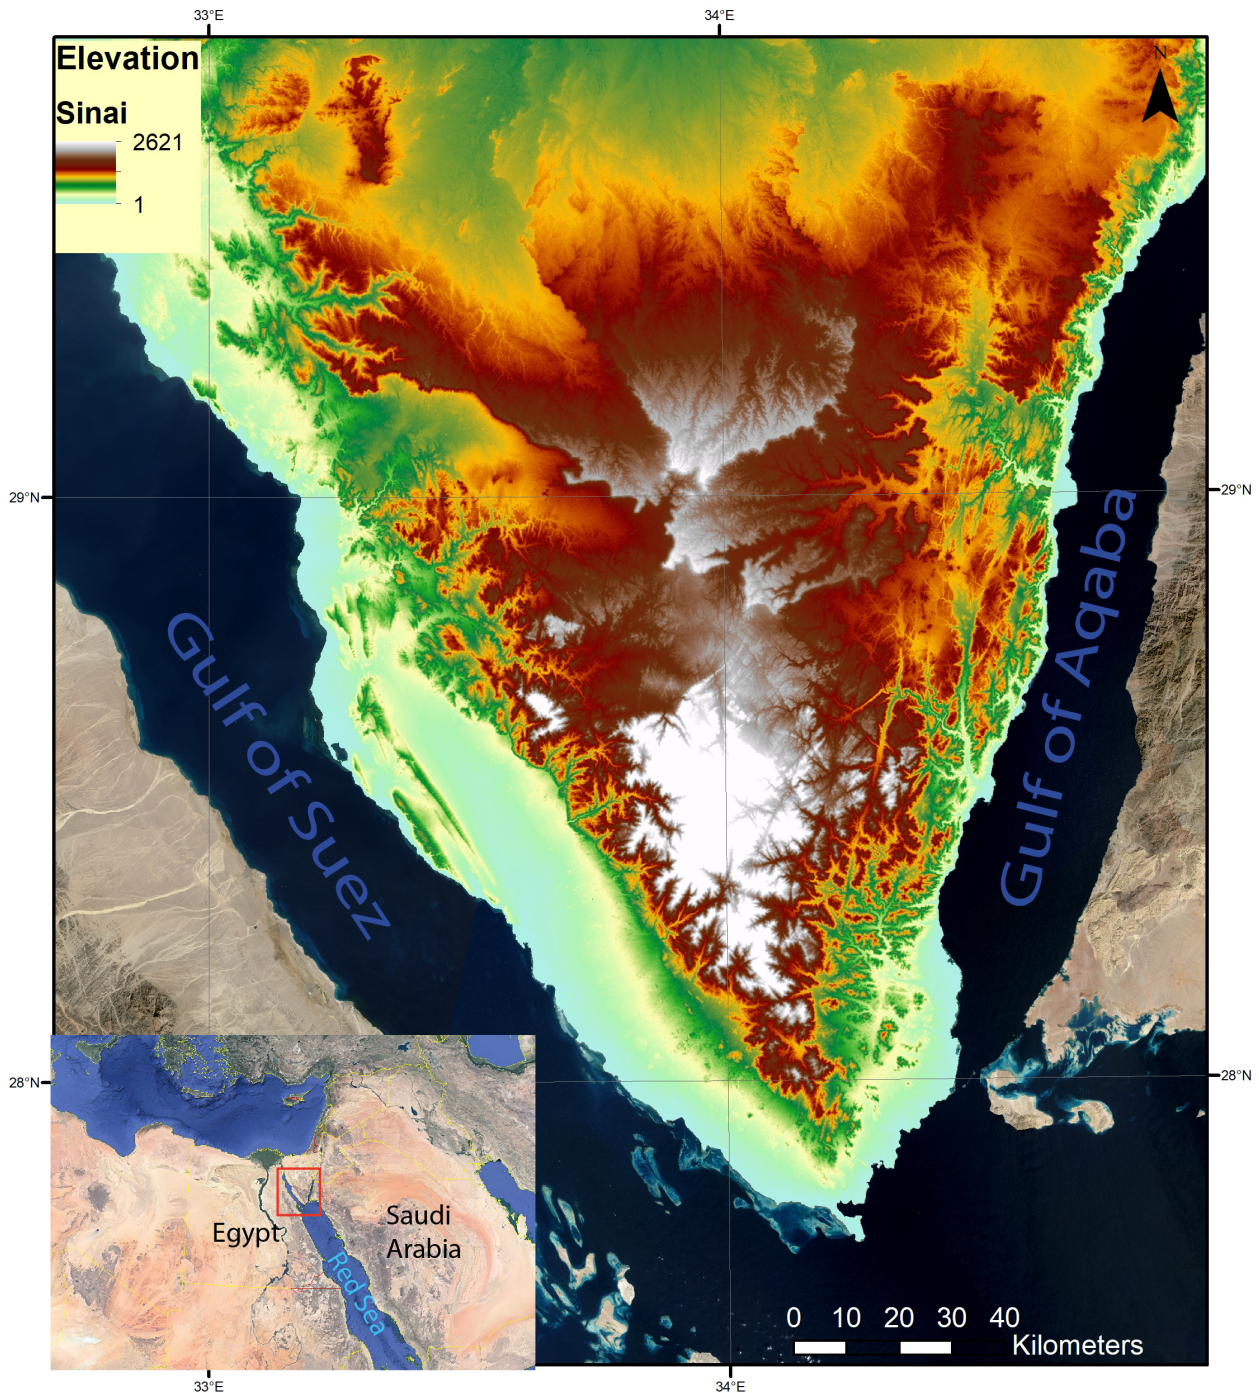 33°E
34°E
Elevation
Sinai
2621
1
N
29°N
29°N
Gulf of Suez
Gulf of Aqaba
28°N
28°N
Egypt
Saudi
Arabia
Red Sea
0 10 20 30 40
Kilometers
33°E
34°E